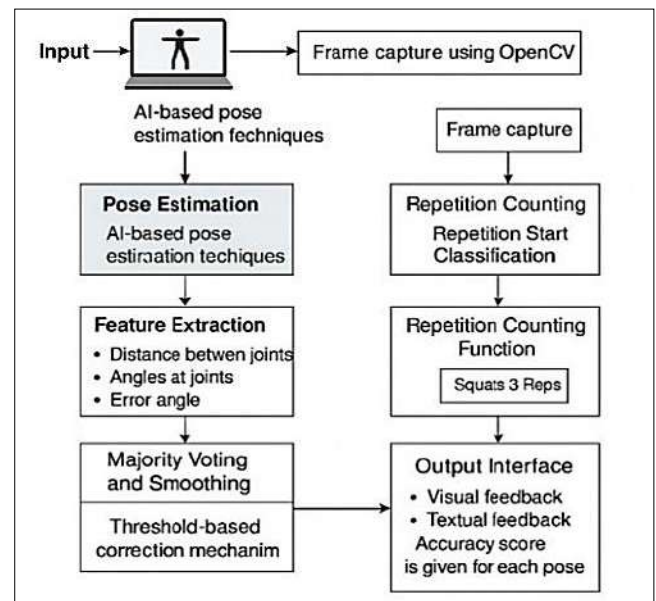 Input
Frame capture using OpenCV
AI-based pose
estimation fechniques
Frame capture
Pose Estimation
AI-based pose
estimation techiques
Repetition Counting
Repetition Start
Classification
Feature Extraction
• Distance betwen joints
• Angles at joints
• Error angle
Repetition Counting
Function
Squats 3 Reps
Majority Voting
and Smoothing
Threshold-based
correction mechanim
Output Interface
• Visual feedback
• Textual feedback
Accuracy score
is given for each pose